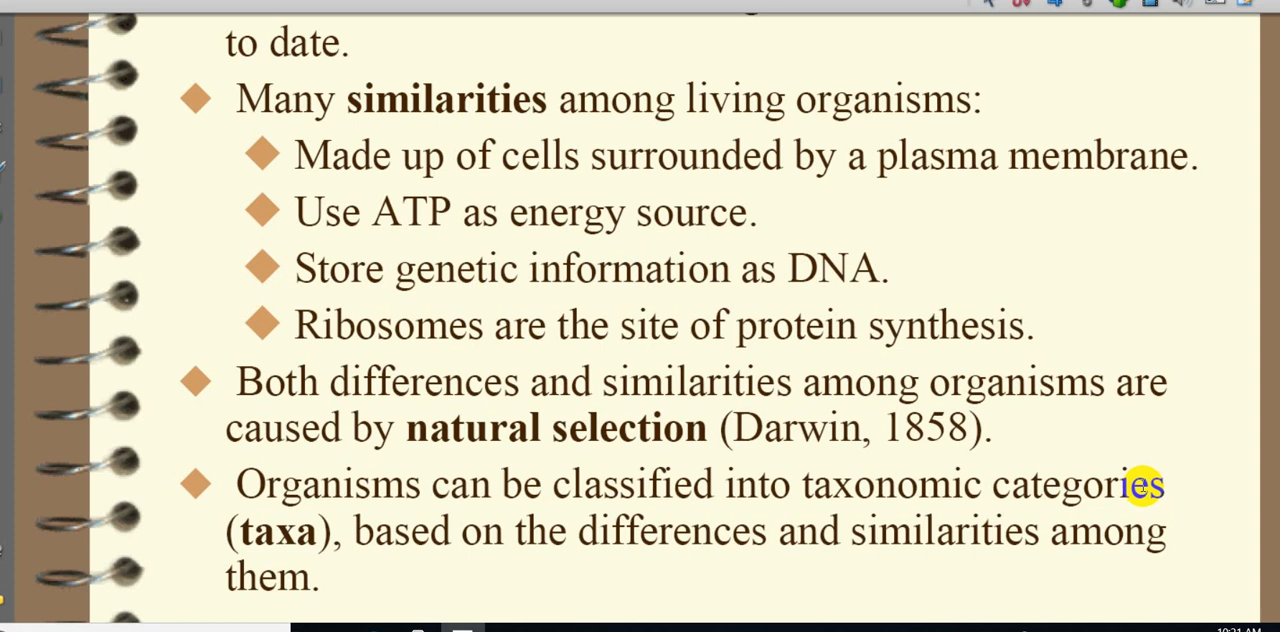 to date.
Many similarities among living organisms:
Made up of cells surrounded by a plasma membrane.
Use ATP as energy source.
Store genetic information as DNA.
Ribosomes are the site of protein synthesis.
Both differences and similarities among organisms are
caused by natural selection (Darwin, 1858).
Organisms can be classified into taxonomic categories
(taxa), based on the differences and similarities among
them.